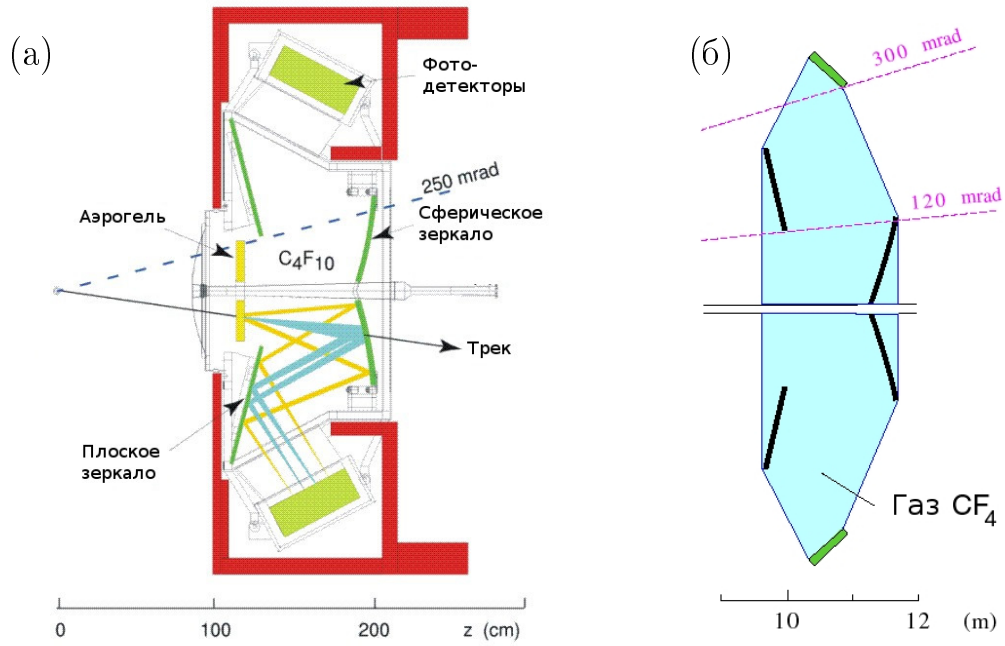 (а)
Фото-
детекторы
250 mrad
Аэрогель
Сферическое
зеркало
C₄F₁₀
Трек
Плоское
зеркало
0 100 200 z (cm)
(б)
300 mrad
120 mrad
Газ CF₄
10 12 (m)